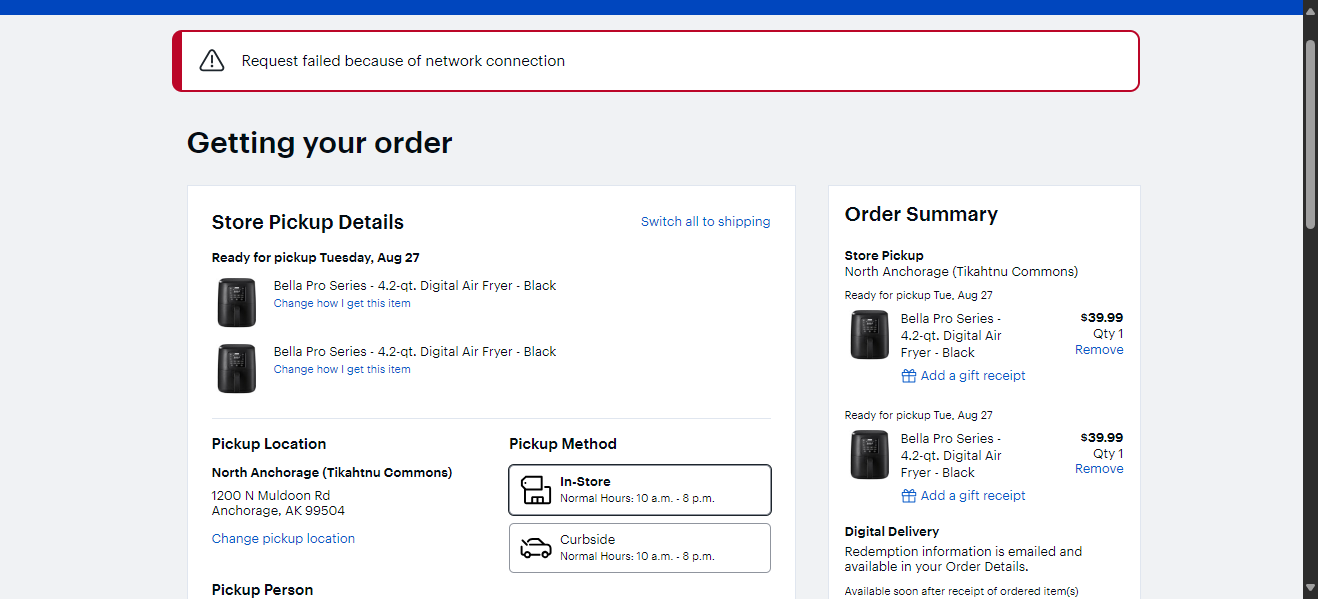 Request failed because of network connection
Getting your order
Store Pickup Details
Switch all to shipping
Ready for pickup Tuesday, Aug 27
Bella Pro Series - 4.2-qt. Digital Air Fryer - Black
Change how I get this item
Bella Pro Series - 4.2-qt. Digital Air Fryer - Black
Change how I get this item
Pickup Location
North Anchorage (Tikahtnu Commons)
1200 N Muldoon Rd
Anchorage, AK 99504
Change pickup location
Pickup Method
In-Store
Normal Hours: 10 a.m. - 8 p.m.
Curbside
Normal Hours: 10 a.m. - 8 p.m.
Pickup Person
Order Summary
Store Pickup
North Anchorage (Tikahtnu Commons)
Ready for pickup Tue, Aug 27
Bella Pro Series -
4.2-qt. Digital Air
Fryer - Black
$39.99
Qty 1
Remove
Add a gift receipt
Ready for pickup Tue, Aug 27
Bella Pro Series -
4.2-qt. Digital Air
Fryer - Black
$39.99
Qty 1
Remove
Add a gift receipt
Digital Delivery
Redemption information is emailed and
available in your Order Details.
Available soon after receipt of ordered item(s)